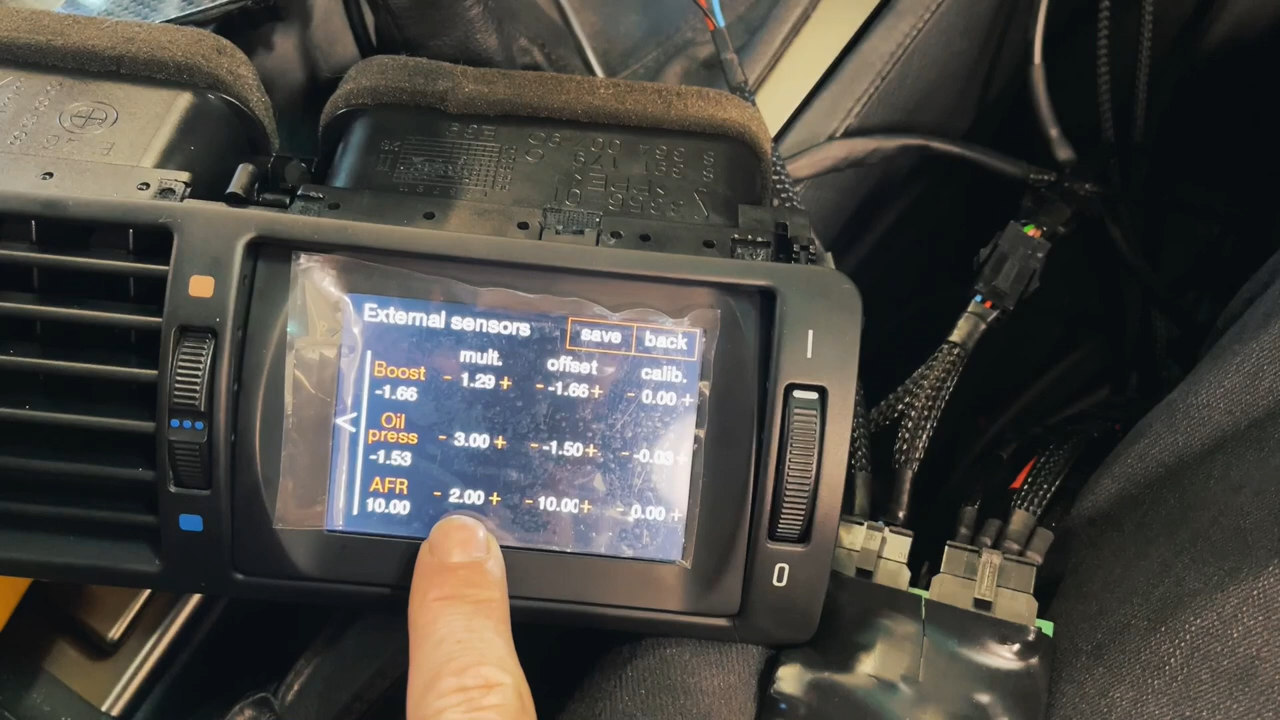 External sensors save back
mult. offset calib.
Boost - 1.29 + - -1.66 + - 0.00 +
-1.66
Oil
press - 3.00 + - -1.50 + - -0.03 +
-1.53
AFR - 2.00 + - 10.00 + - 0.00 +
10.00
<
I
0